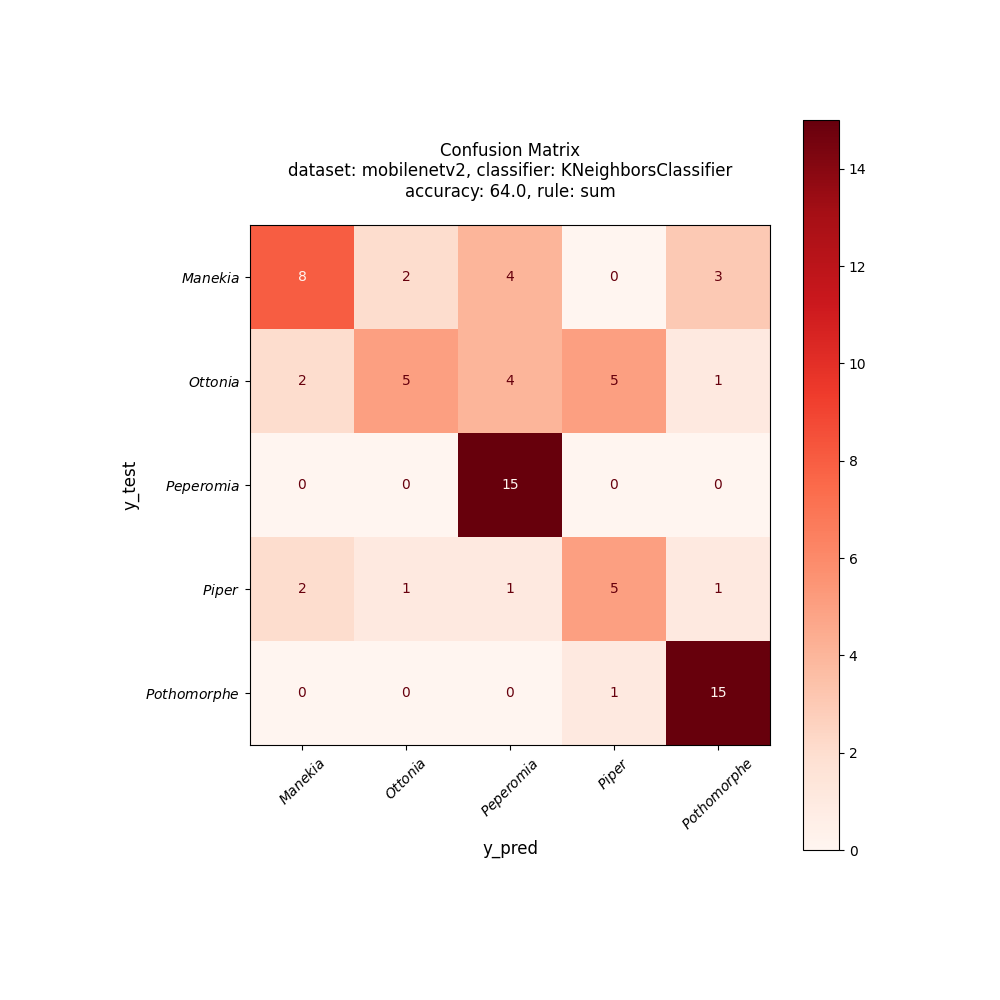 Confusion Matrix
dataset: mobilenetv2, classifier: KNeighborsClassifier
accuracy: 64.0, rule: sum
Manekia 8 2 4 0 3
Ottonia 2 5 4 5 1
Peperomia 0 0 15 0 0
Piper 2 1 1 5 1
Pothomorphe 0 0 0 1 15
y_test
Manekia Ottonia Peperomia Piper Pothomorphe
y_pred
14
12
10
8
6
4
2
0